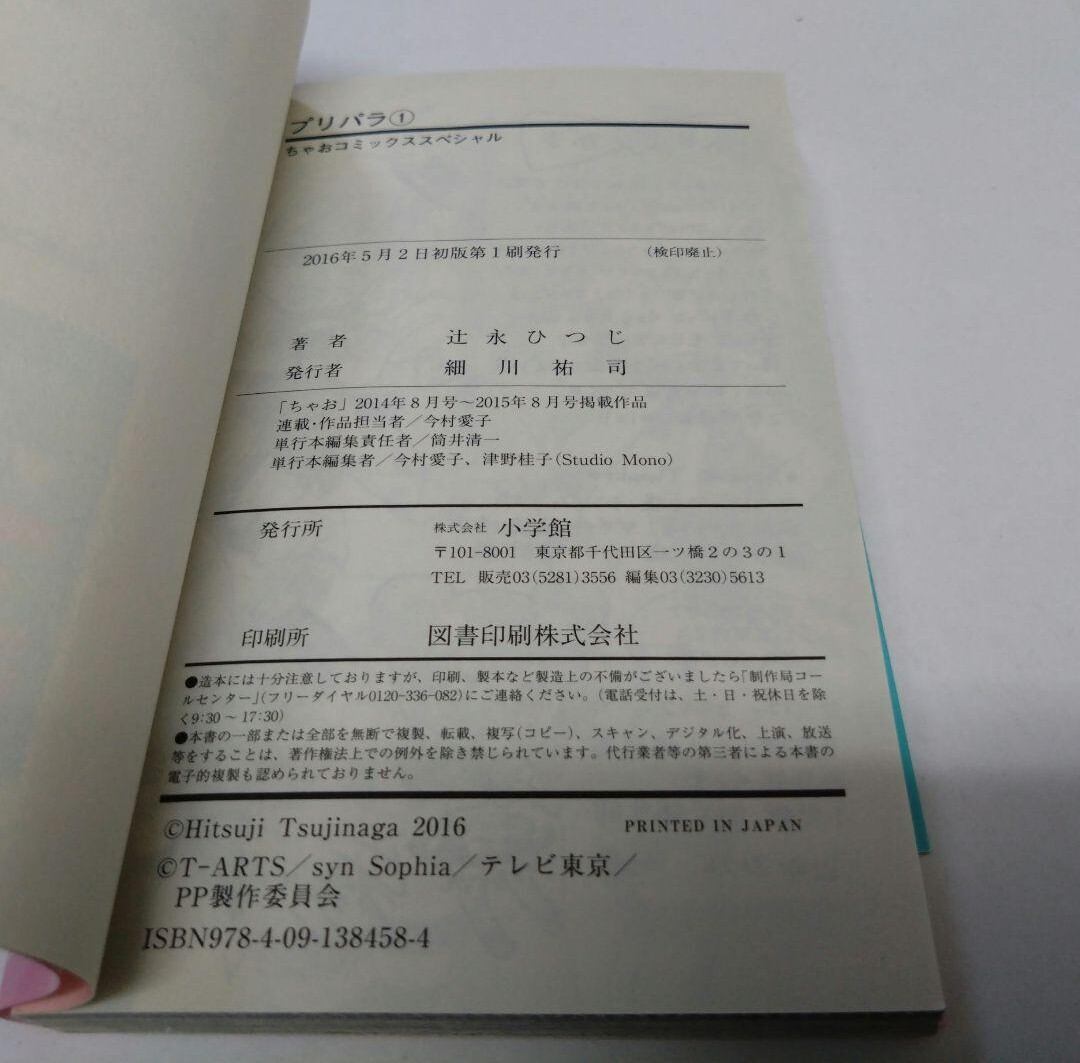 プリパラ①
ちゃおコミックススペシャル
2016年5月2日初版第1刷発行 (検印廃止)
著者 辻永ひつじ
発行者 細川祐司
「ちゃお」2014年8月号〜2015年8月号掲載作品
連載・作品担当者／今村愛子
単行本編集責任者／筒井清一
単行本編集者／今村愛子、津野桂子(Studio Mono)
発行所 株式会社 小学館
〒101-8001 東京都千代田区一ツ橋2の3の1
TEL 販売03(5281)3556 編集03(3230)5613
印刷所 図書印刷株式会社
●造本には十分注意しておりますが、印刷、製本など製造上の不備がございましたら「制作局コー
ルセンター」(フリーダイヤル0120-336-082)にご連絡ください。(電話受付は、土・日・祝休日を除
く9:30〜17:30)
●本書の一部または全部を無断で複製、転載、複写(コピー)、スキャン、デジタル化、上演、放送
等をすることは、著作権法上での例外を除き禁じられています。代行業者等の第三者による本書の
電子的複製も認められておりません。
©Hitsuji Tsujinaga 2016 PRINTED IN JAPAN
©T-ARTS／syn Sophia／テレビ東京／
PP製作委員会
ISBN978-4-09-138458-4